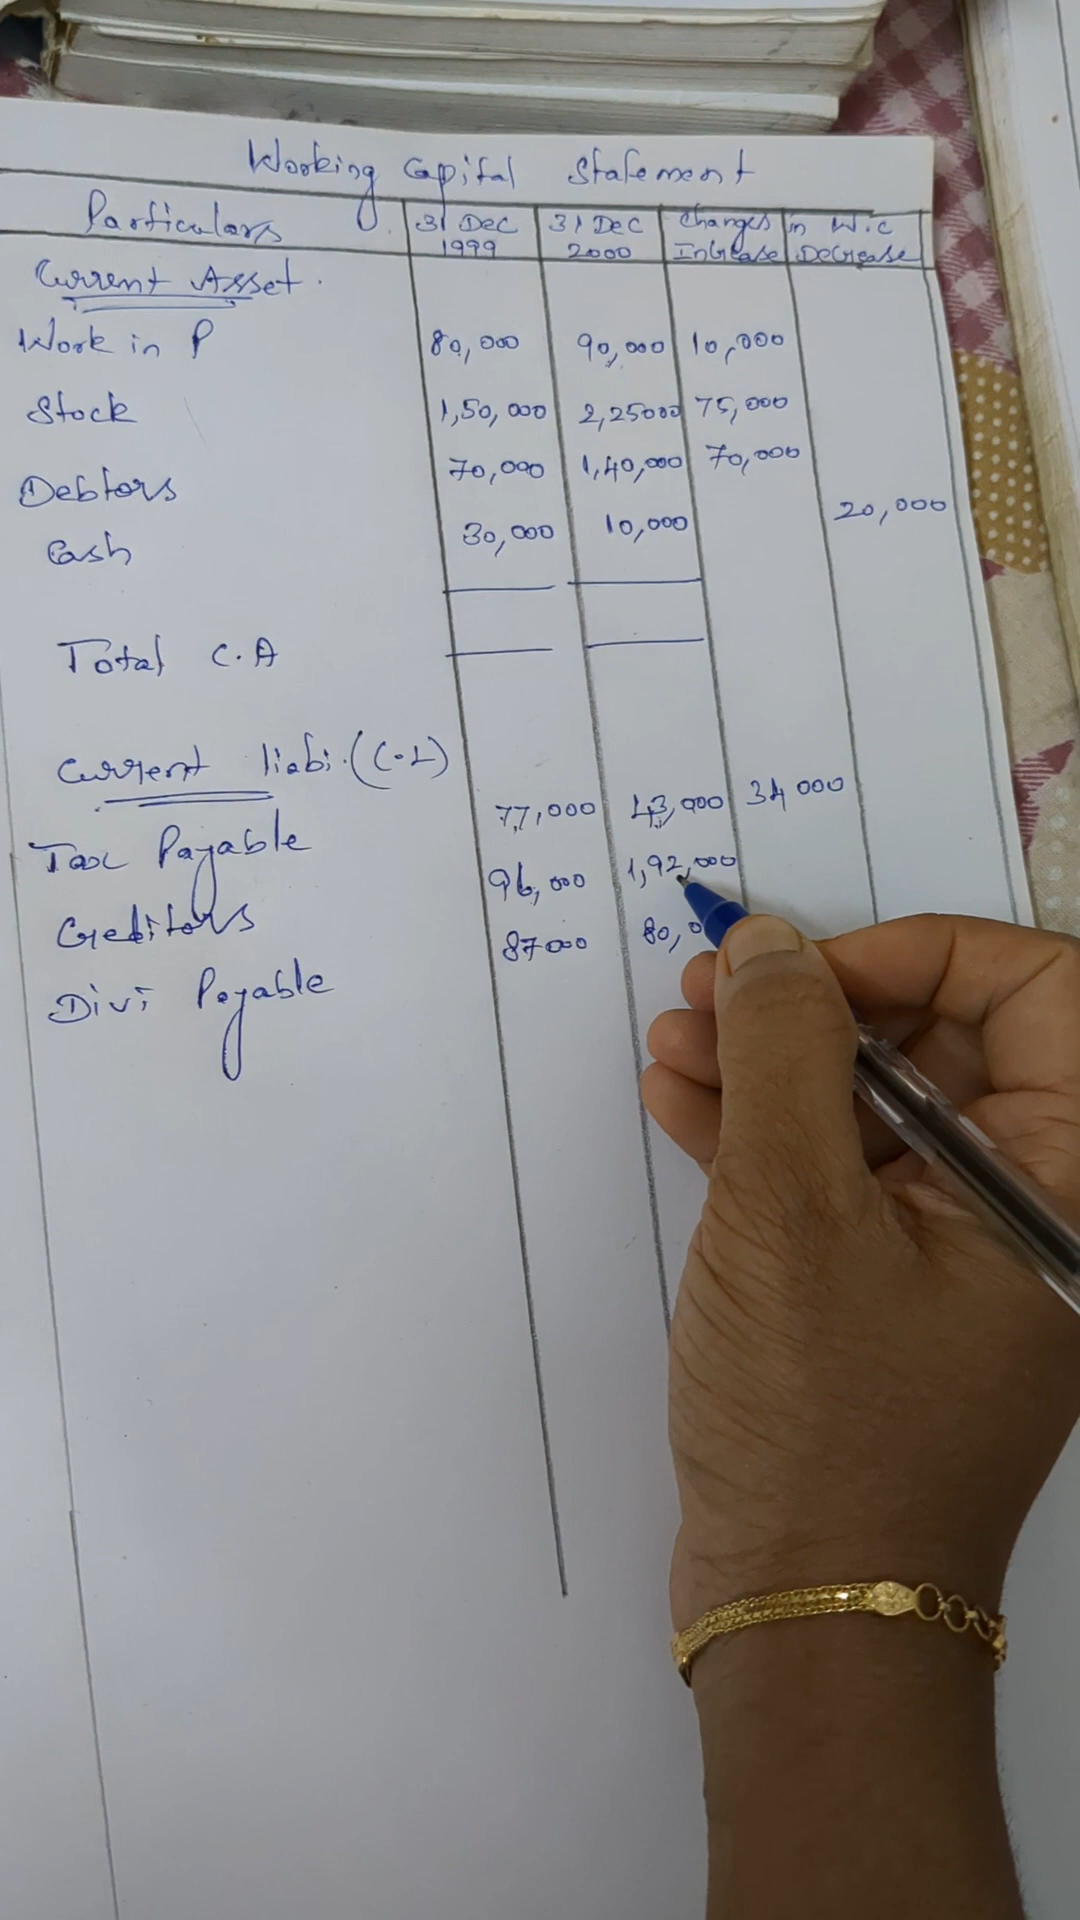 Working Capital Statement
Particulars 31 Dec 1999 31 Dec 2000 Changes in W.C Increase Decrease
Current Asset.
Work in P 80,000 90,000 10,000
Stock 1,50,000 2,25000 75,000
Debtors 70,000 1,40,000 70,000
Cash 30,000 10,000 20,000
Total C.A
Current liabi. (C.L)
Tax Payable 77,000 43,000 34 000
Creditors 96,000 1,92,000
Divi Payable 87000 80,0